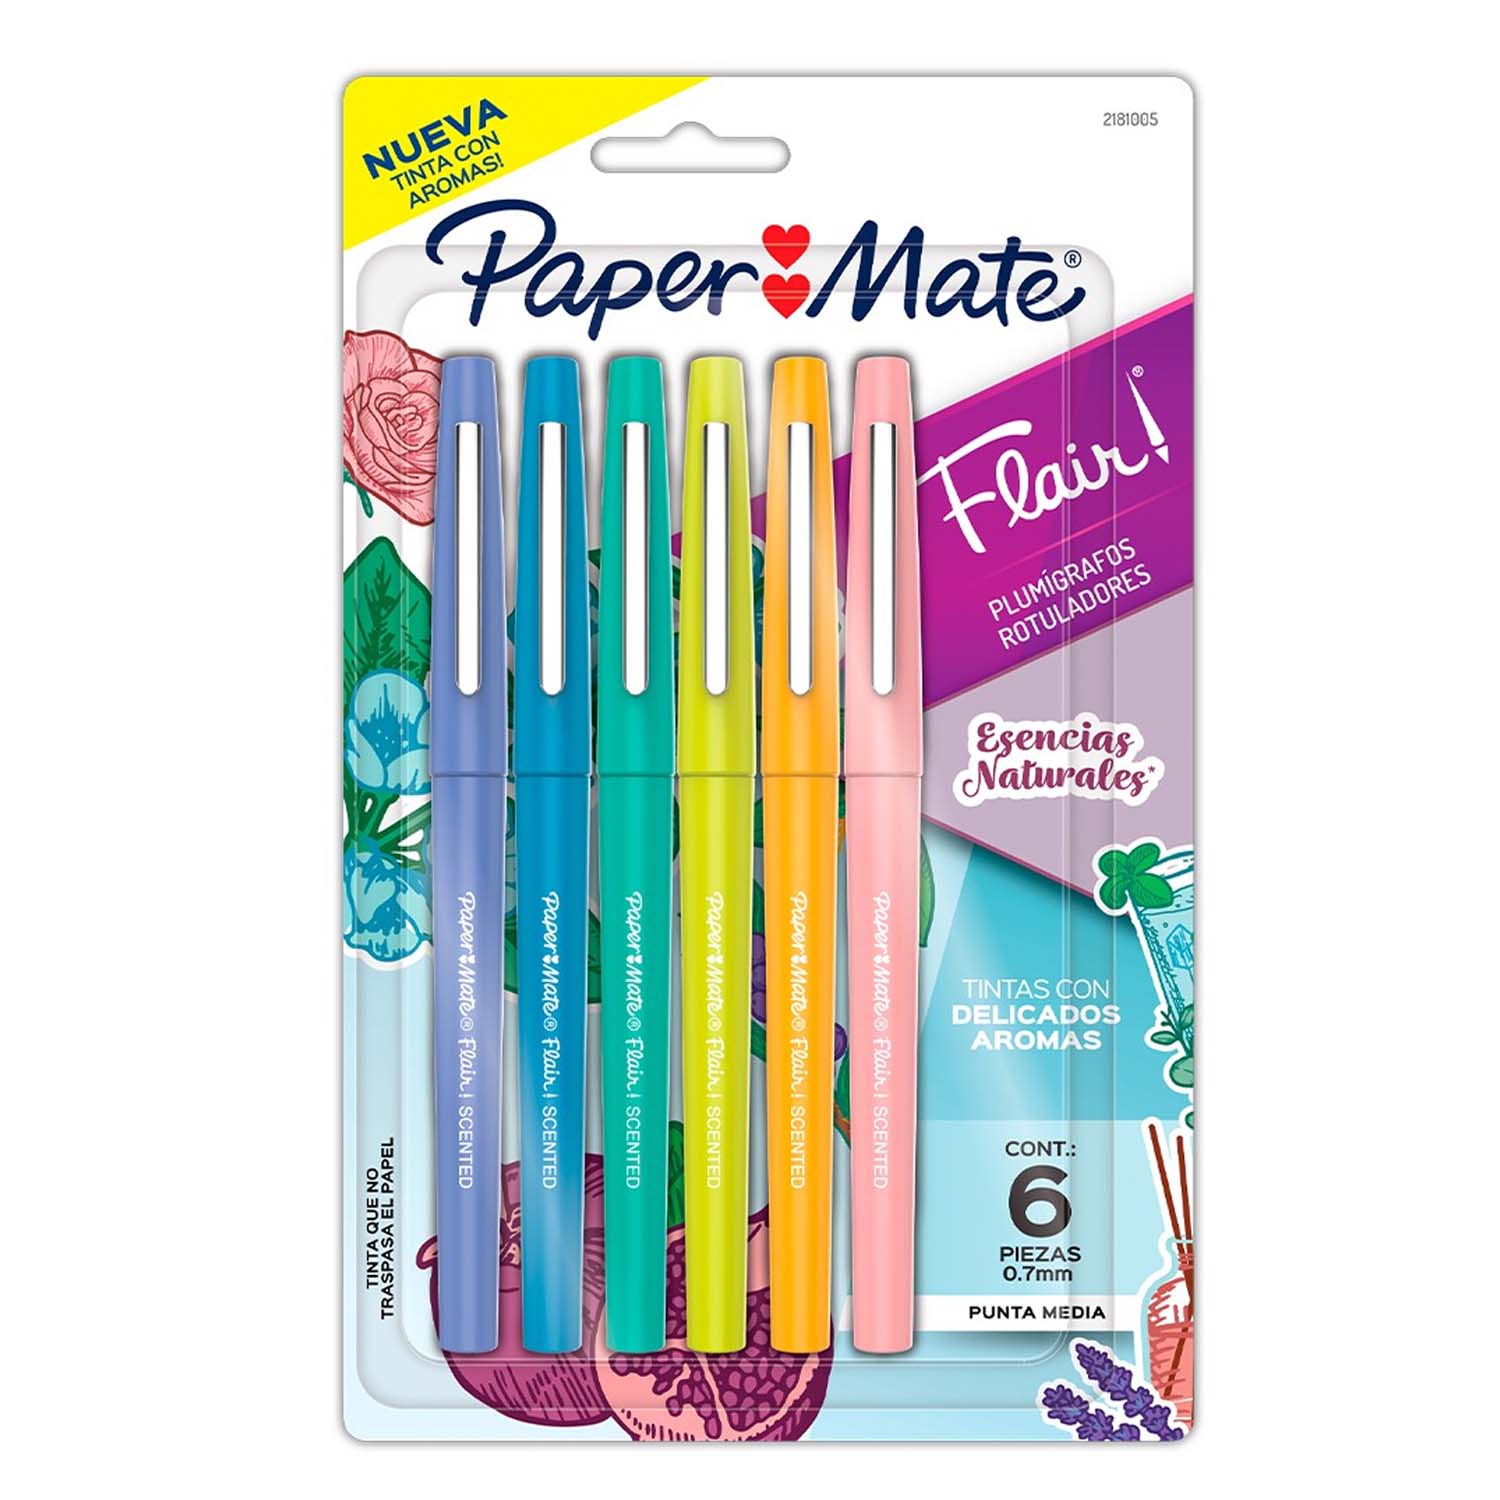 NUEVA
TINTA CON
AROMAS!
2181005
Paper Mate®
Flair!®
PLUMÍGRAFOS
ROTULADORES
Esencias
Naturales*
TINTAS CON
DELICADOS
AROMAS
CONT.:
6
PIEZAS
0.7mm
PUNTA MEDIA
TINTA QUE NO
TRASPASA EL PAPEL
Paper Mate® Flair! SCENTED
Paper Mate® Flair! SCENTED
Paper Mate® Flair! SCENTED
Paper Mate® Flair! SCENTED
Paper Mate® Flair! SCENTED
Paper Mate® Flair! SCENTED